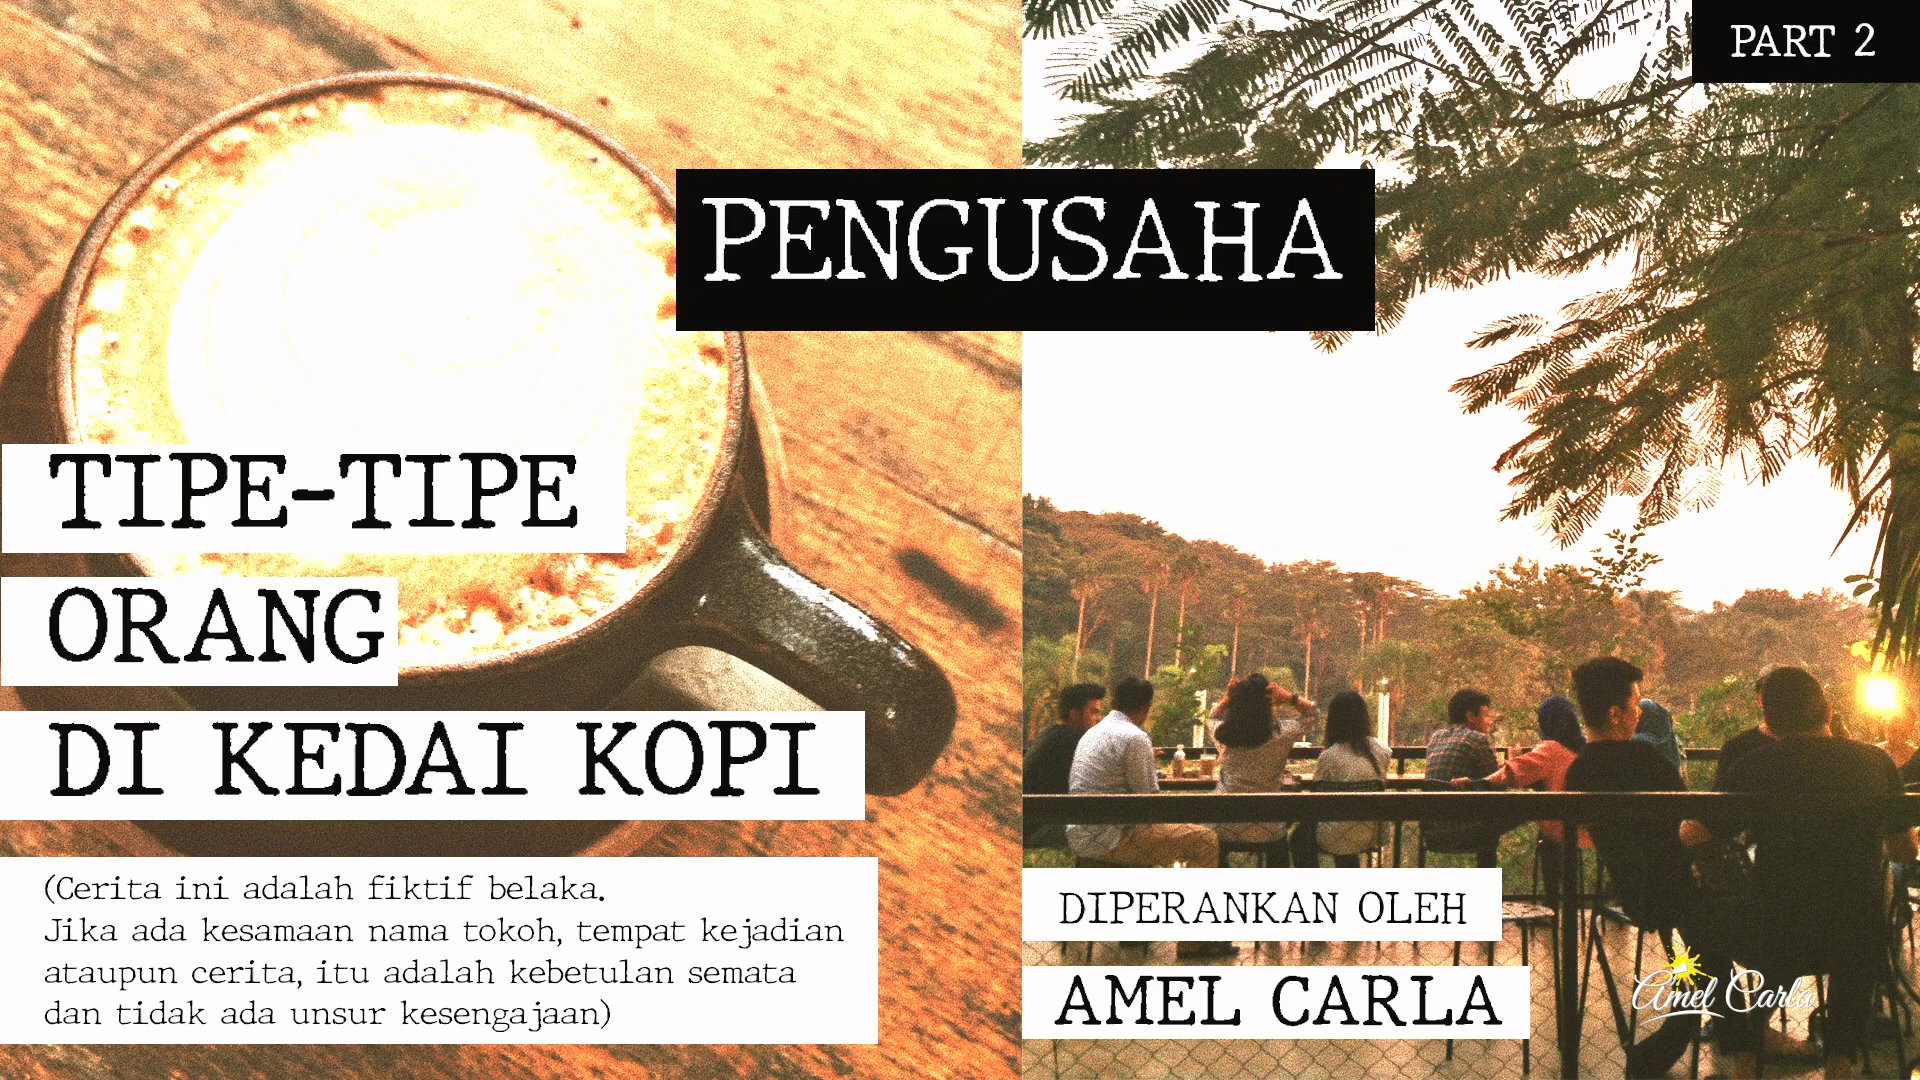 PART 2
PENGUSAHA
TIPE-TIPE
ORANG
DI KEDAI KOPI
(Cerita ini adalah fiktif belaka.
Jika ada kesamaan nama tokoh, tempat kejadian
ataupun cerita, itu adalah kebetulan semata
dan tidak ada unsur kesengajaan)
DIPERANKAN OLEH
AMEL CARLA
Amel Carla